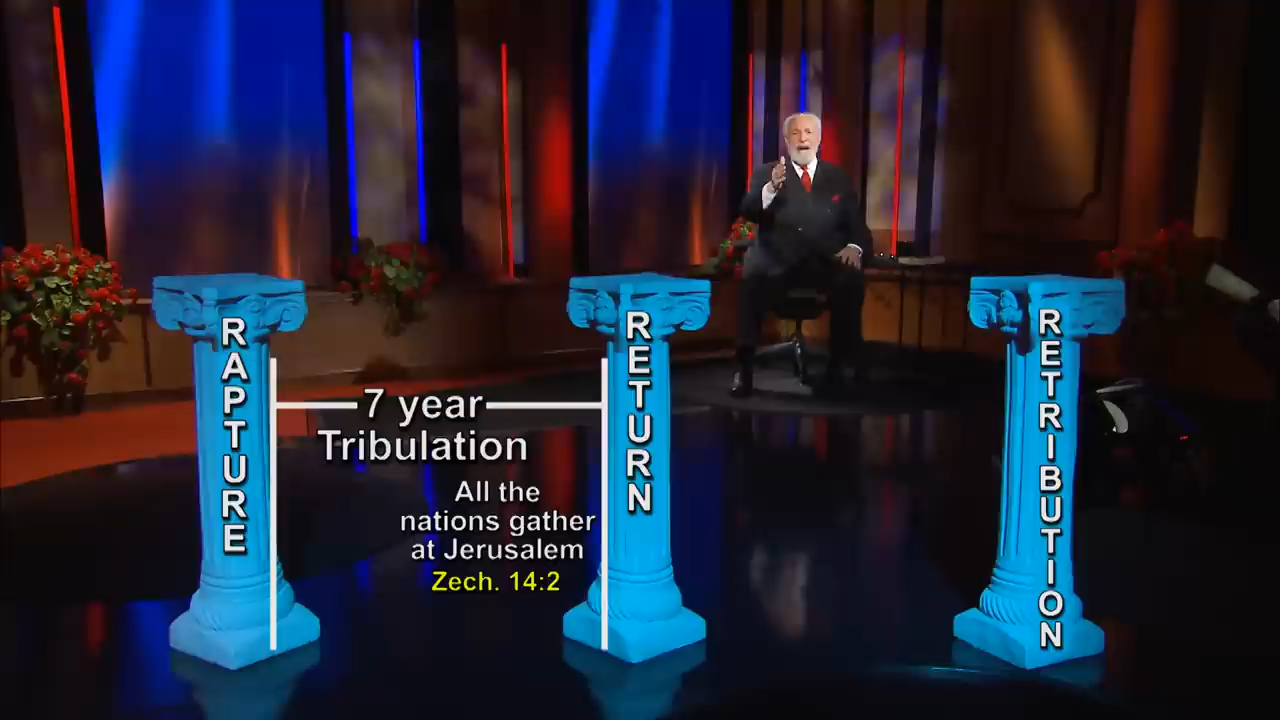 RAPTURE
7 year
Tribulation
All the
nations gather
at Jerusalem
Zech. 14:2
RETURN
RETRIBUTION